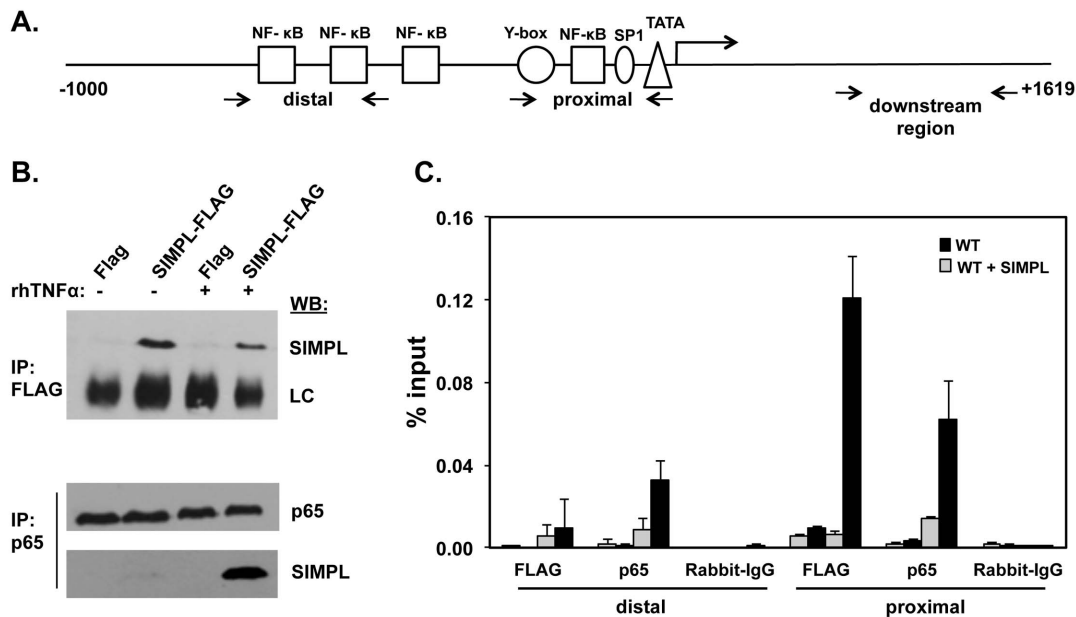 A.
NF- κB NF- κB NF- κB Y-box NF-κB SP1 TATA
-1000
distal
proximal
downstream
region
+1619
B.
Flag SIMPL-FLAG Flag SIMPL-FLAG
rhTNFα: - - + +
WB:
IP:
FLAG
SIMPL
LC
IP:
p65
p65
SIMPL
C.
% input
0.16
0.12
0.08
0.04
0.00
WT
WT + SIMPL
FLAG p65 Rabbit-IgG FLAG p65 Rabbit-IgG
distal proximal